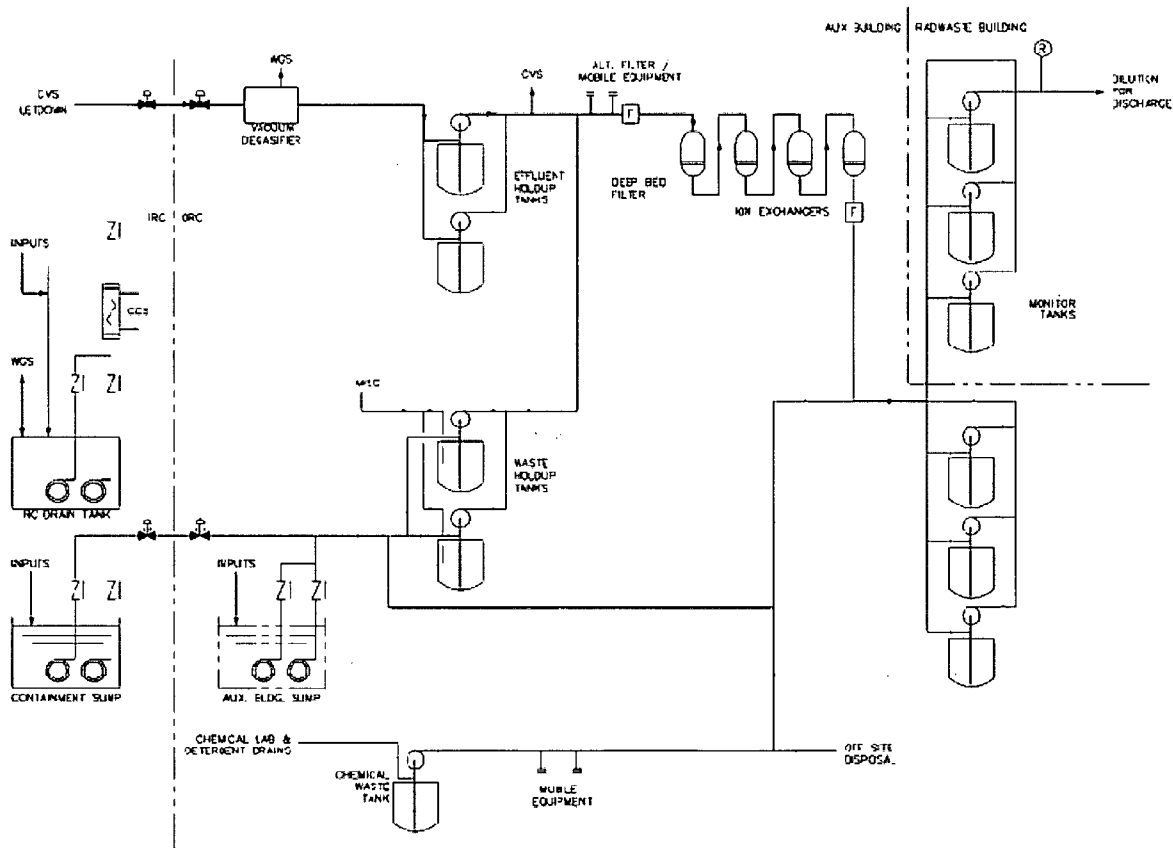 AUX BUILDING
RADWASTE BUILDING
WGS
CVS
ALT. FILTER /
MOBILE EQUIPMENT
R
DILUTION
FOR
DISCHARGE
CVS
LETDOWN
VACUUM
DEGASIFIER
F
EFFLUENT
HOLDUP
TANKS
DEEP BED
FILTER
ION EXCHANGERS
F
IRC
ORC
INPUTS
CCS
MONITOR
TANKS
WGS
MISC
WASTE
HOLDUP
TANKS
RC DRAIN TANK
INPUTS
INPUTS
CONTAINMENT SUMP
AUX. BLDG. SUMP
CHEMICAL LAB &
DETERGENT DRAINS
CHEMICAL
WASTE
TANK
MOBILE
EQUIPMENT
OFF SITE
DISPOSAL